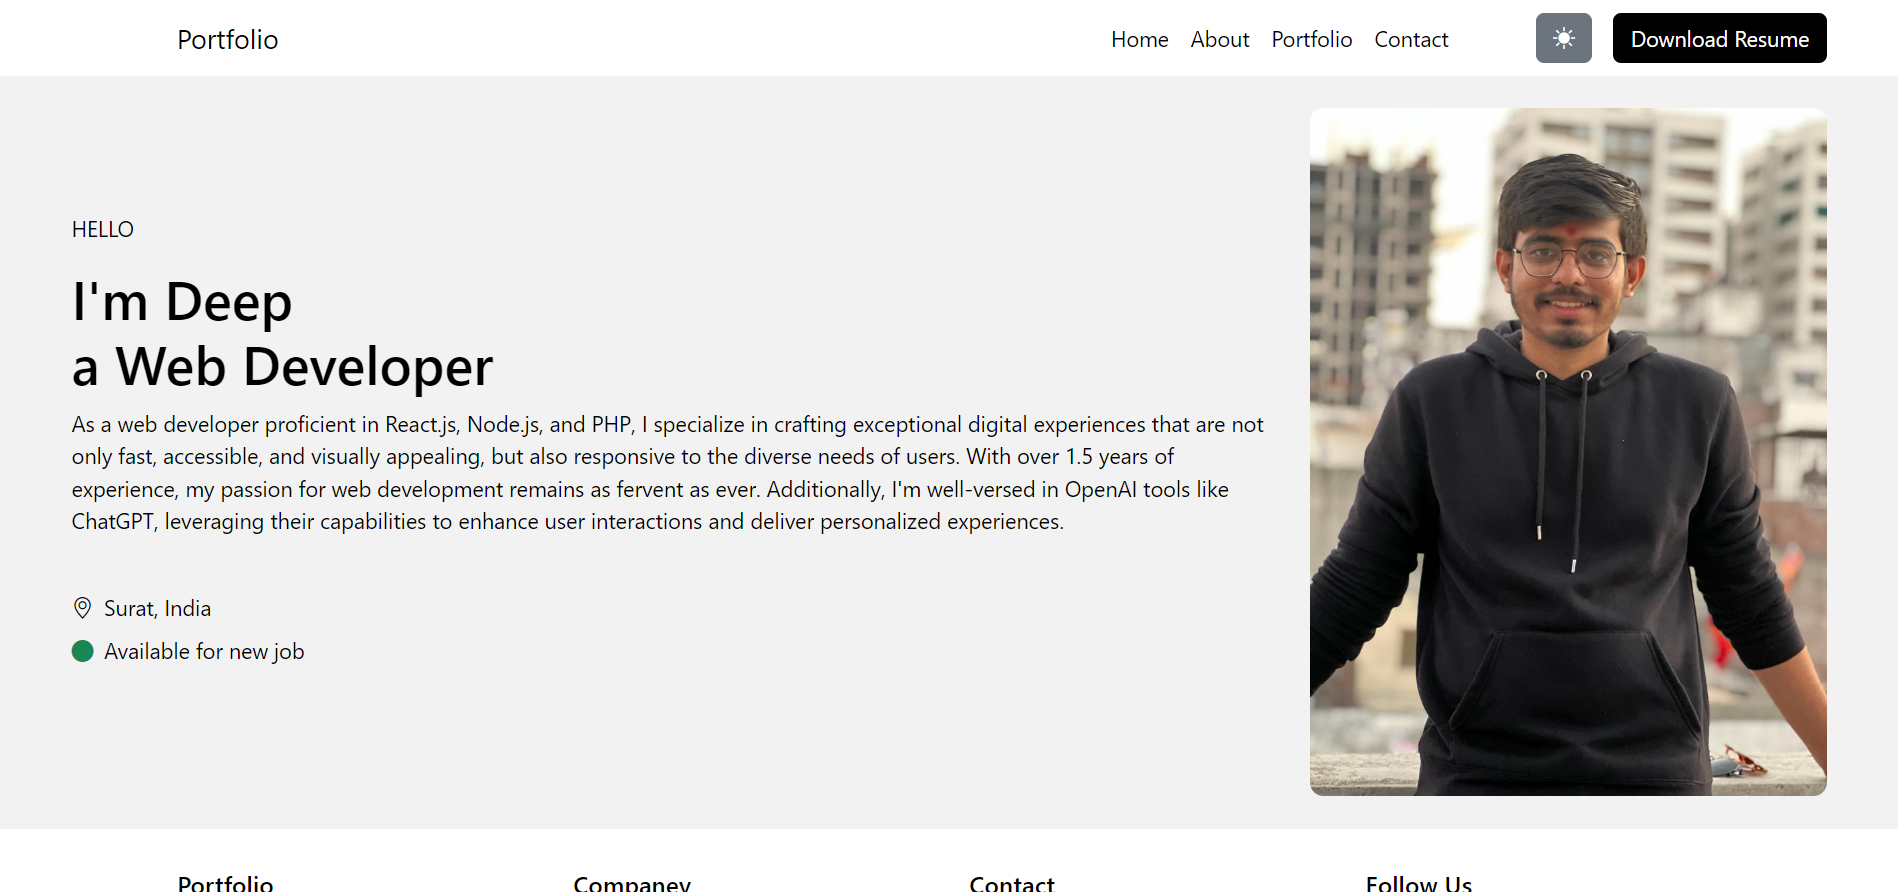 Portfolio
Home About Portfolio Contact
Download Resume
HELLO
I'm Deep
a Web Developer
As a web developer proficient in React.js, Node.js, and PHP, I specialize in crafting exceptional digital experiences that are not
only fast, accessible, and visually appealing, but also responsive to the diverse needs of users. With over 1.5 years of
experience, my passion for web development remains as fervent as ever. Additionally, I'm well-versed in OpenAI tools like
ChatGPT, leveraging their capabilities to enhance user interactions and deliver personalized experiences.
Surat, India
Available for new job
Portfolio
Companey
Contact
Follow Us